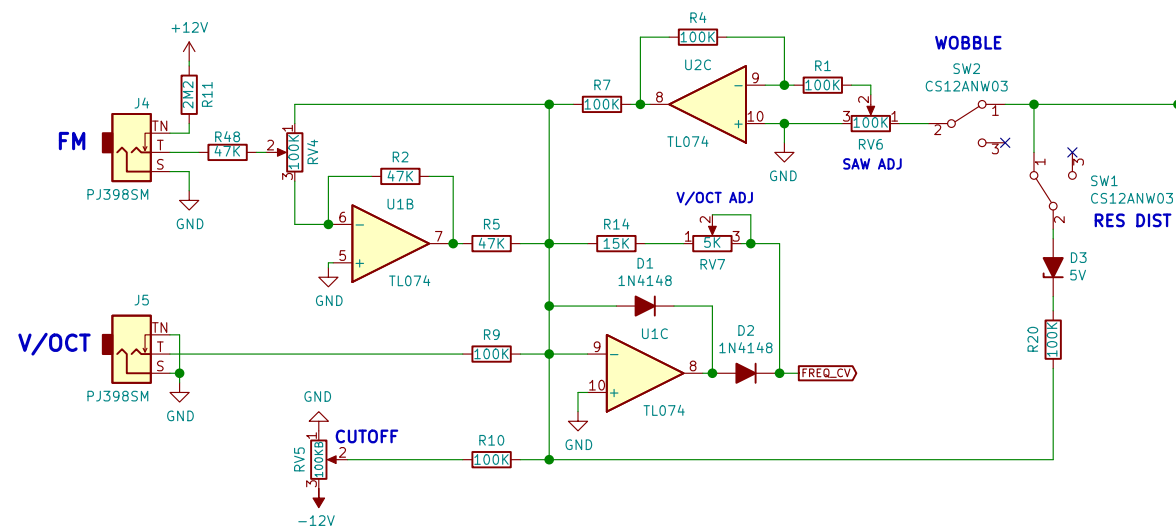 +12V
R11
2M2
J4
FM
TN
T
S
PJ398SM
GND
R48
47K
1
2
3
100K
RV4
R2
47K
U1B
6
5
7
TL074
GND
R5
47K
R4
100K
U2C
R7
100K
8
9
10
TL074
R1
100K
GND
2
3
100K
1
RV6
SAW ADJ
WOBBLE
SW2
CS12ANW03
1
2
3
1
3
2
SW1
CS12ANW03
RES DIST
D3
5V
R20
100K
V/OCT ADJ
R14
15K
1
2
5K
3
RV7
D1
1N4148
U1C
9
10
8
TL074
GND
D2
1N4148
FREQ_CV
J5
V/OCT
TN
T
S
PJ398SM
GND
R9
100K
GND
1
CUTOFF
RV5
100KB
2
3
-12V
R10
100K